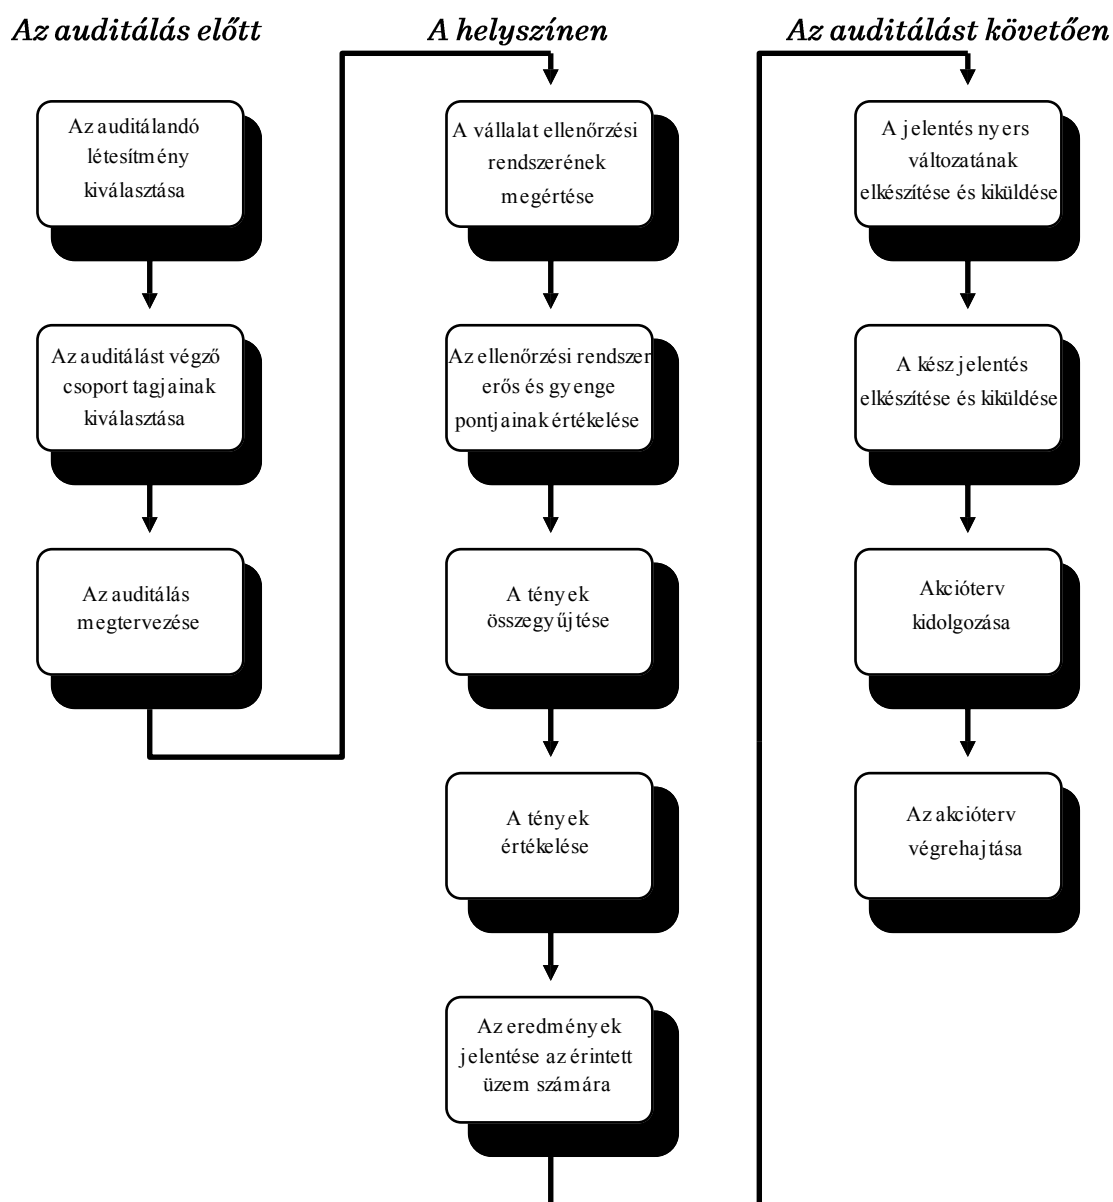 Az auditálás előtt
Az auditálandó
létesítmény
kiválasztása
Az auditálást végző
csoport tagjainak
kiválasztása
Az auditálás
megtervezése
A helyszínen
A vállalat ellenőrzési
rendszerének
megértése
Az ellenőrzési rendszer
erős és gyenge
pontjainak értékelése
A tények
összegyűjtése
A tények
értékelése
Az eredmények
jelentése az érintett
üzem számára
Az auditálást követően
A jelentés nyers
változatának
elkészítése és kiküldése
A kész jelentés
elkészítése és kiküldése
Akcióterv
kidolgozása
Az akcióterv
végrehajtása